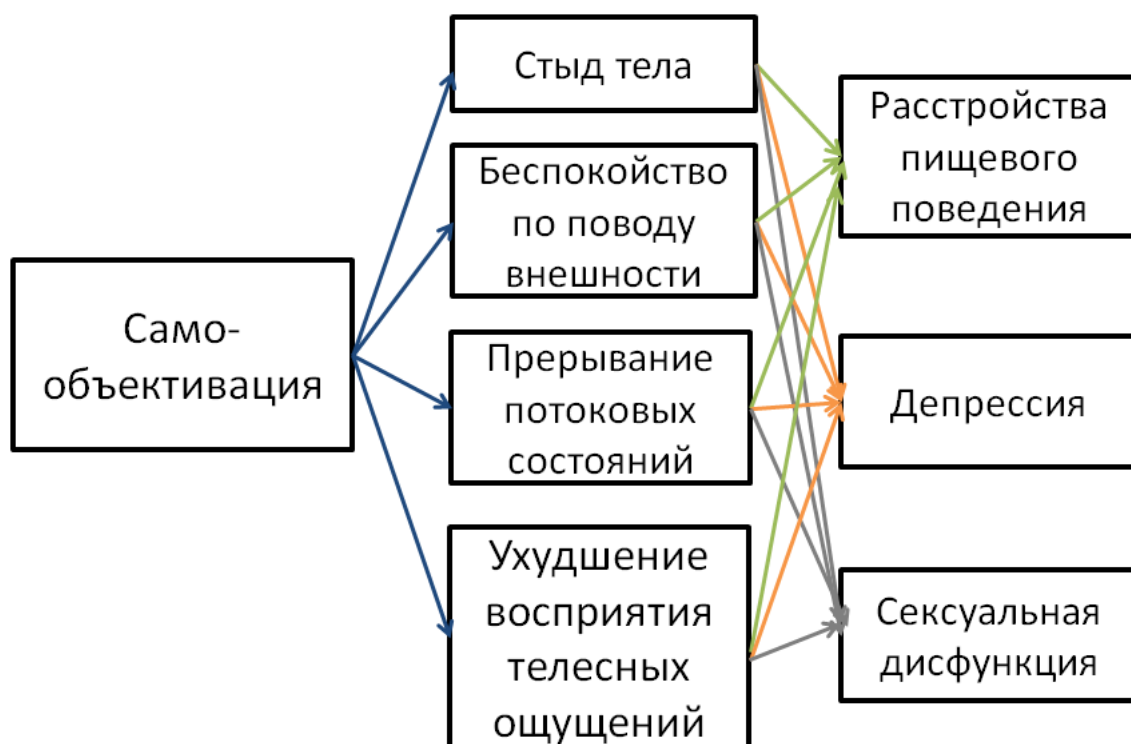 Само-
объективация
Стыд тела
Беспокойство
по поводу
внешности
Прерывание
потоковых
состояний
Ухудшение
восприятия
телесных
ощущений
Расстройства
пищевого
поведения
Депрессия
Сексуальная
дисфункция